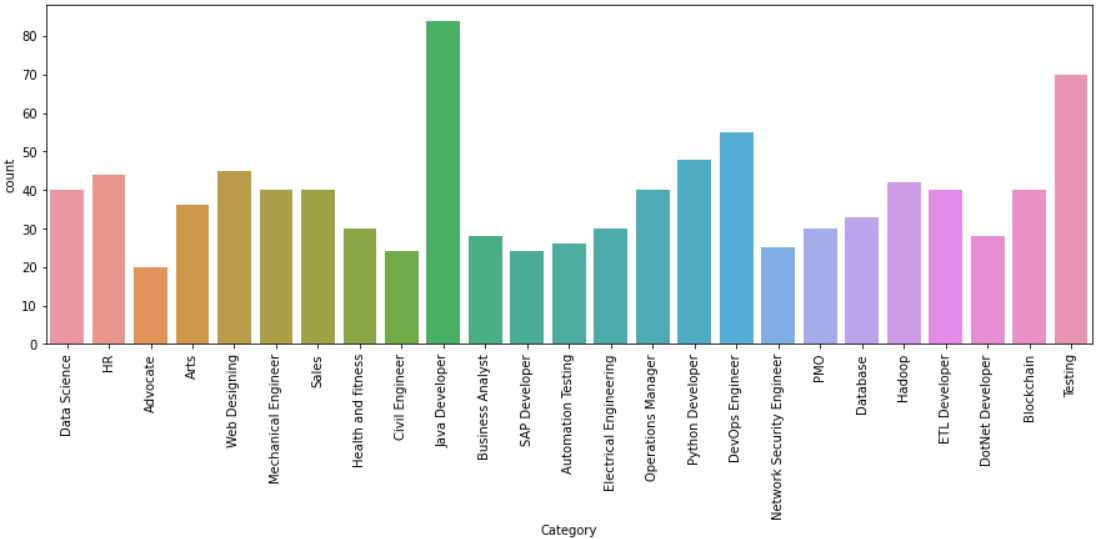 80
70
60
50
40
30
20
10
0
count
Data Science
HR
Advocate
Arts
Web Designing
Mechanical Engineer
Sales
Health and fitness
Civil Engineer
Java Developer
Business Analyst
SAP Developer
Automation Testing
Electrical Engineering
Operations Manager
Python Developer
DevOps Engineer
Network Security Engineer
PMO
Database
Hadoop
ETL Developer
DotNet Developer
Blockchain
Testing
Category